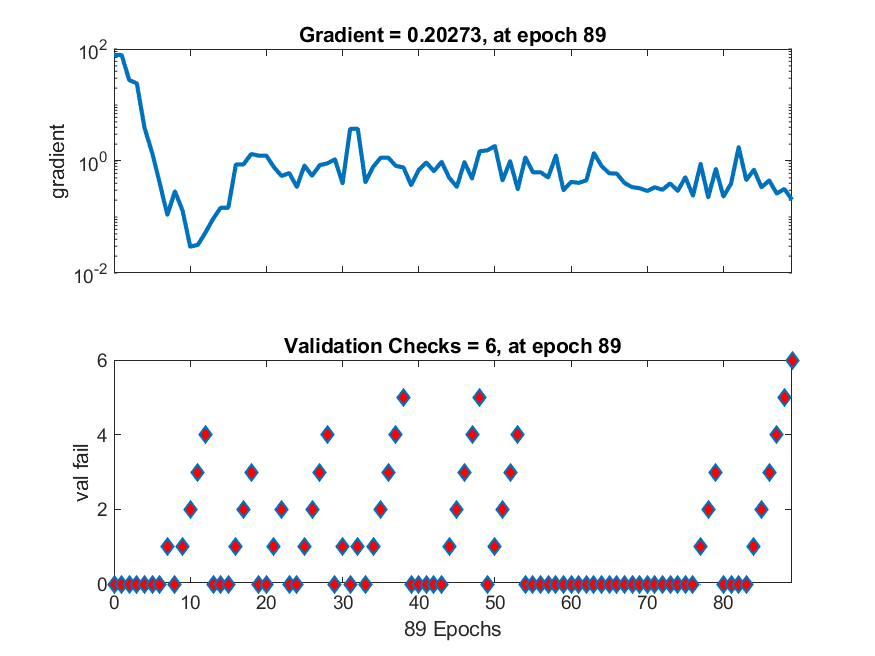 Gradient = 0.20273, at epoch 89
10^2
10^0
10^-2
gradient
Validation Checks = 6, at epoch 89
6
4
2
0
val fail
0 10 20 30 40 50 60 70 80
89 Epochs